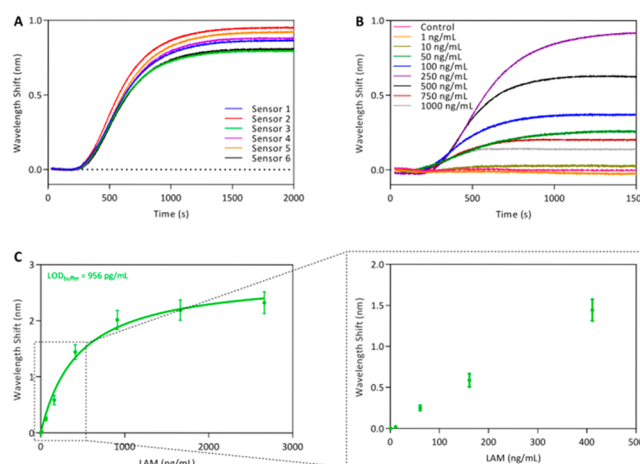 A
Wavelength Shift (nm)
1.0
0.5
0.0
0
500
1000
1500
2000
Time (s)
Sensor 1
Sensor 2
Sensor 3
Sensor 4
Sensor 5
Sensor 6
B
Wavelength Shift (nm)
1.0
0.5
0.0
0
500
1000
150
Time (s)
Control
1 ng/mL
10 ng/mL
50 ng/mL
100 ng/mL
250 ng/mL
500 ng/mL
750 ng/mL
1000 ng/mL
C
Wavelength Shift (nm)
3
2
1
0
0
1000
2000
3000
LAM (ng/mL)
LODbuffer = 956 pg/mL
Wavelength Shift (nm)
2.0
1.5
1.0
0.5
0.0
0
100
200
300
400
500
LAM (ng/mL)